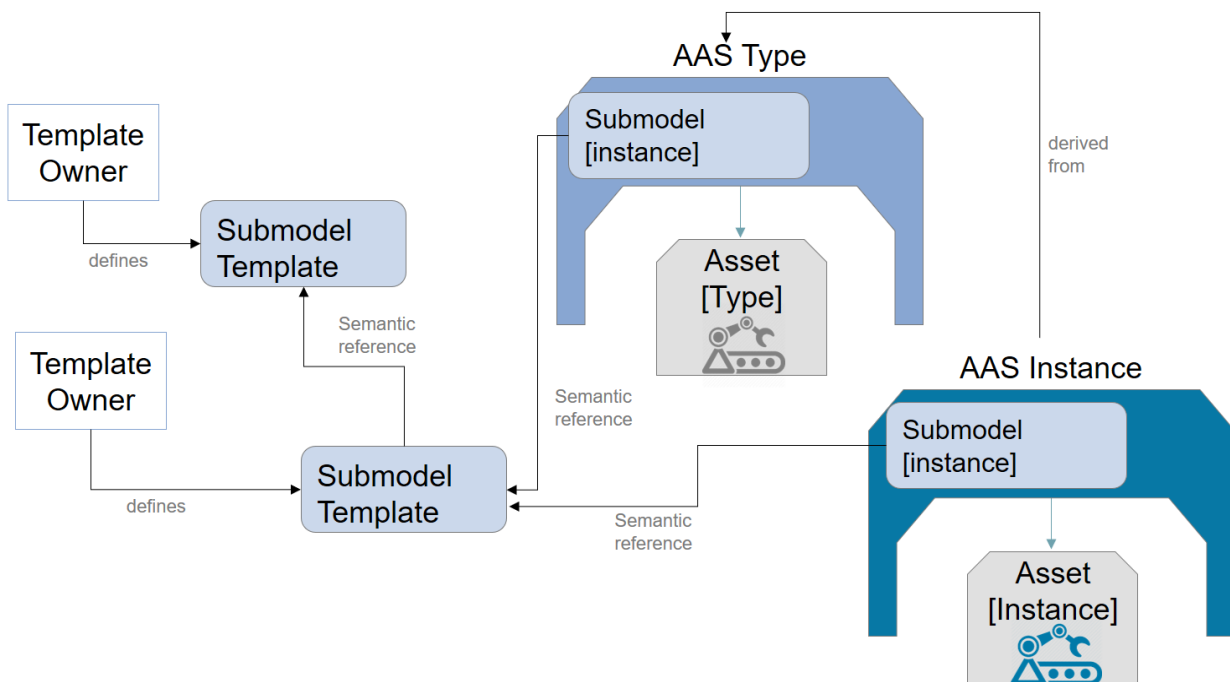 AAS Type
Submodel
[instance]
derived
from
Template
Owner
Submodel
Template
defines
Asset
[Type]
Semantic
reference
Template
Owner
AAS Instance
Semantic
reference
Submodel
[instance]
Submodel
Template
defines
Semantic
reference
Asset
[Instance]